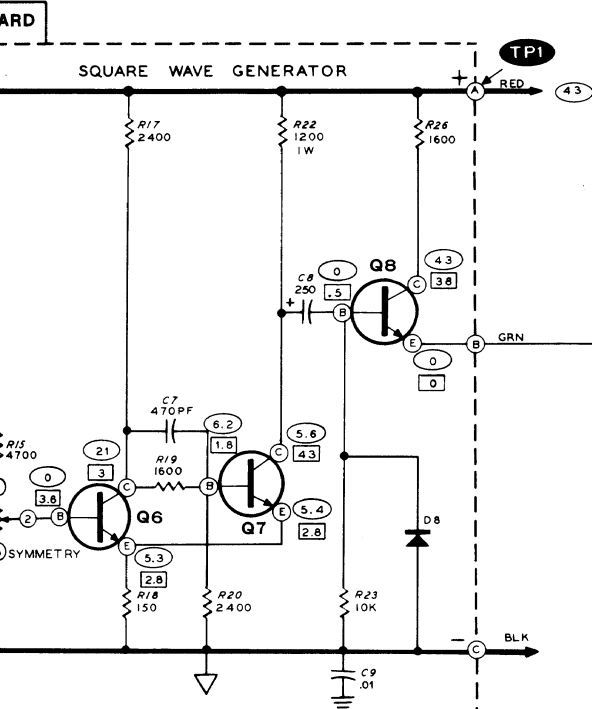 ARD
TP1
SQUARE WAVE GENERATOR
+
A
RED
43
R17
2400
R22
1200
1W
R26
1600
C8
250
+
0
.5
Q8
43
38
C
B
E
B
GRN
0
0
C7
470PF
6.2
1.8
5.6
43
R15
4700
21
3
R19
1600
C
B
C
0
3.8
2
B
Q6
Q7
E
5.4
2.8
D8
SYMMETRY
E
5.3
2.8
R18
150
R20
2400
R23
10K
–
C
BLK
C9
.01